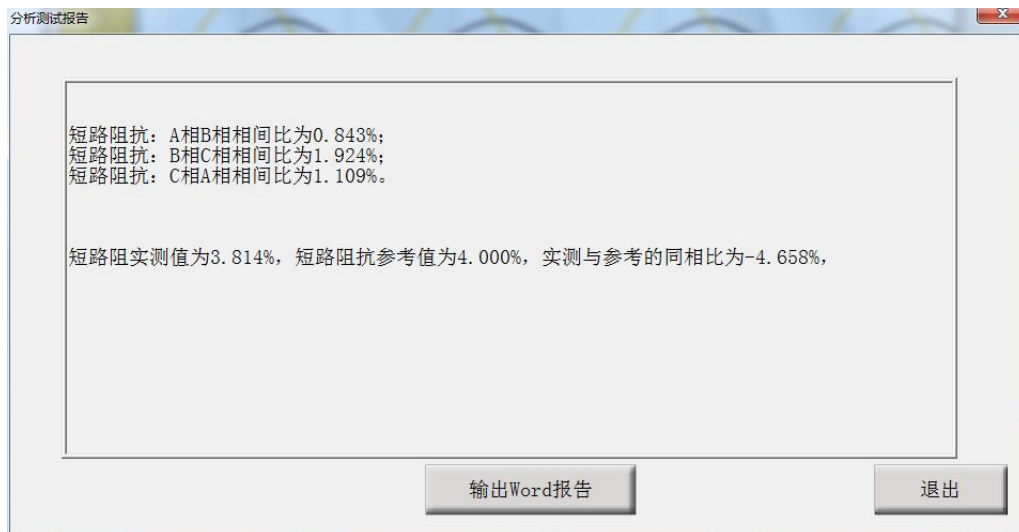 分析测试报告
短路阻抗：A相B相相间比为0.843%;
短路阻抗：B相C相相间比为1.924%;
短路阻抗：C相A相相间比为1.109%。
短路阻实测值为3.814%，短路阻抗参考值为4.000%，实测与参考的同相比为-4.658%，
输出Word报告
退出